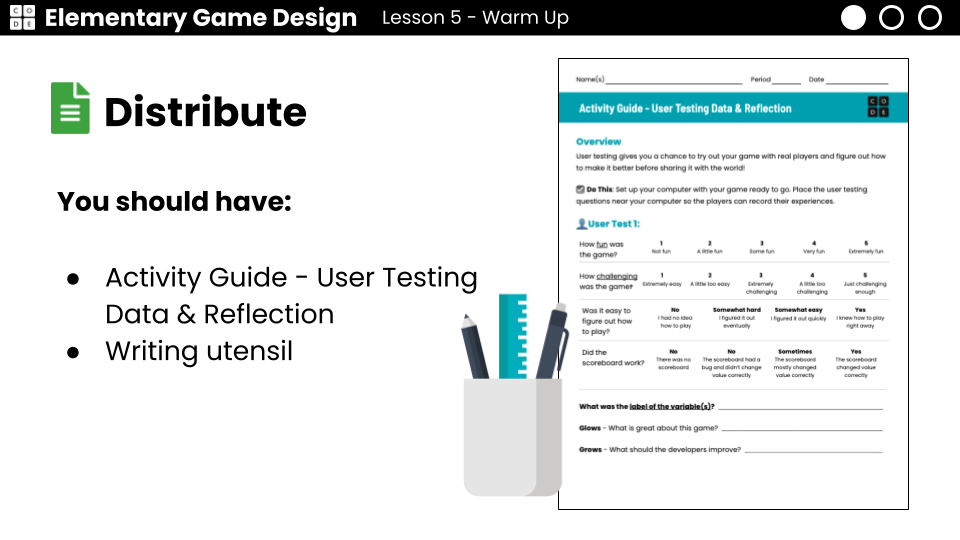 CODE Elementary Game Design Lesson 5 - Warm Up
Distribute
You should have:
● Activity Guide - User Testing
Data & Reflection
● Writing utensil
Name(s) Period Date
Activity Guide - User Testing Data & Reflection CODE
Overview
User testing gives you a chance to try out your game with real players and figure out how
to make it better before sharing it with the world!
Do This: Set up your computer with your game ready to go. Place the user testing
questions near your computer so the players can record their experiences.
User Test 1:
How fun was the game? 1 Not fun 2 A little fun 3 Some fun 4 Very fun 5 Extremely fun
How challenging was the game? 1 Extremely easy 2 A little too easy 3 Extremely challenging 4 A little too challenging 5 Just challenging enough
Was it easy to figure out how to play? No I had no idea how to play Somewhat hard I figured it out eventually Somewhat easy I figured it out quickly Yes I knew how to play right away
Did the scoreboard work? No There was no scoreboard No The scoreboard had a bug and didn't change value correctly Sometimes The scoreboard mostly changed value correctly Yes The scoreboard changed value correctly
What was the label of the variable(s)?
Glows - What is great about this game?
Grows - What should the developers improve?